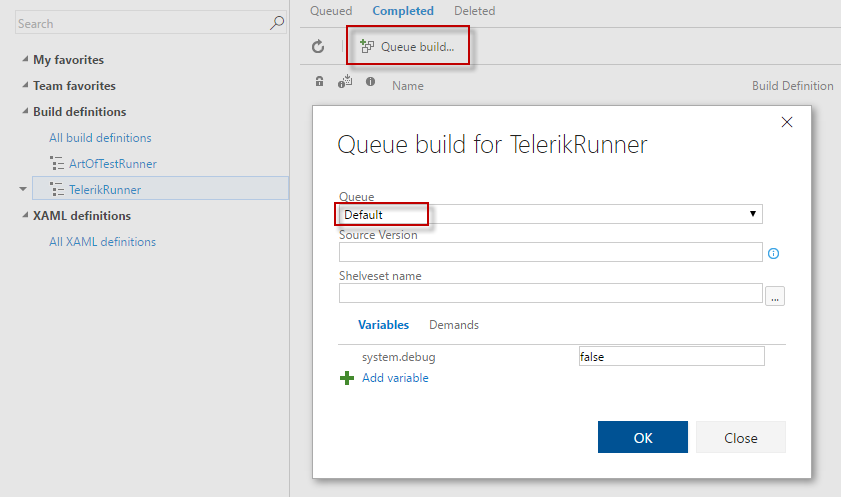 Search
My favorites
Team favorites
Build definitions
All build definitions
ArtOfTestRunner
TelerikRunner
XAML definitions
All XAML definitions
Queued Completed Deleted
Queue build...
Name Build Definition
Queue build for TelerikRunner
Queue
Default
Source Version
Shelveset name
...
Variables Demands
system.debug false
Add variable
OK Close